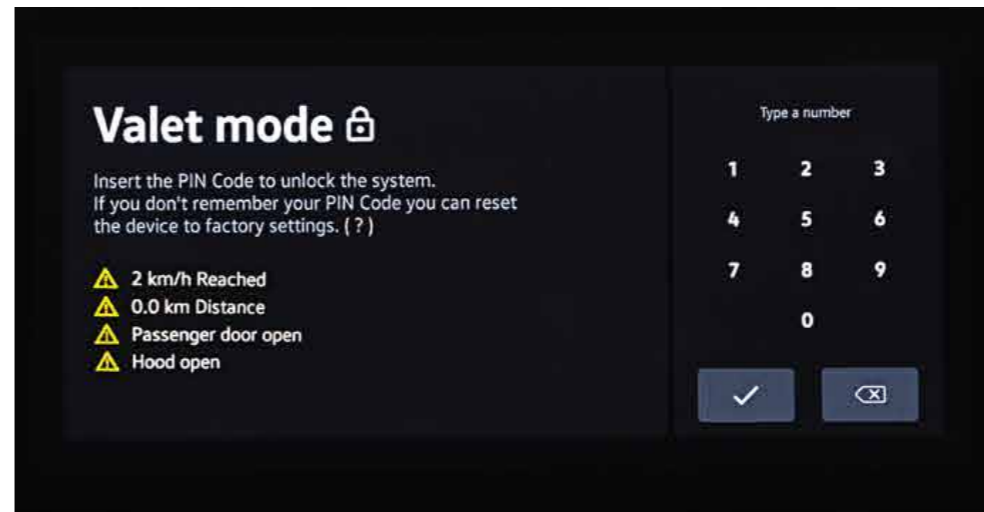 Valet mode
Insert the PIN Code to unlock the system.
If you don't remember your PIN Code you can reset
the device to factory settings. ( ? )
2 km/h Reached
0.0 km Distance
Passenger door open
Hood open
Type a number
1 2 3
4 5 6
7 8 9
0